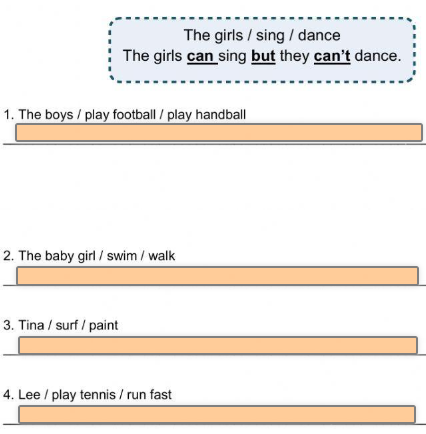 The girls / sing / dance
The girls can sing but they can't dance.
1. The boys / play football / play handball
2. The baby girl / swim / walk
3. Tina / surf / paint
4. Lee / play tennis / run fast